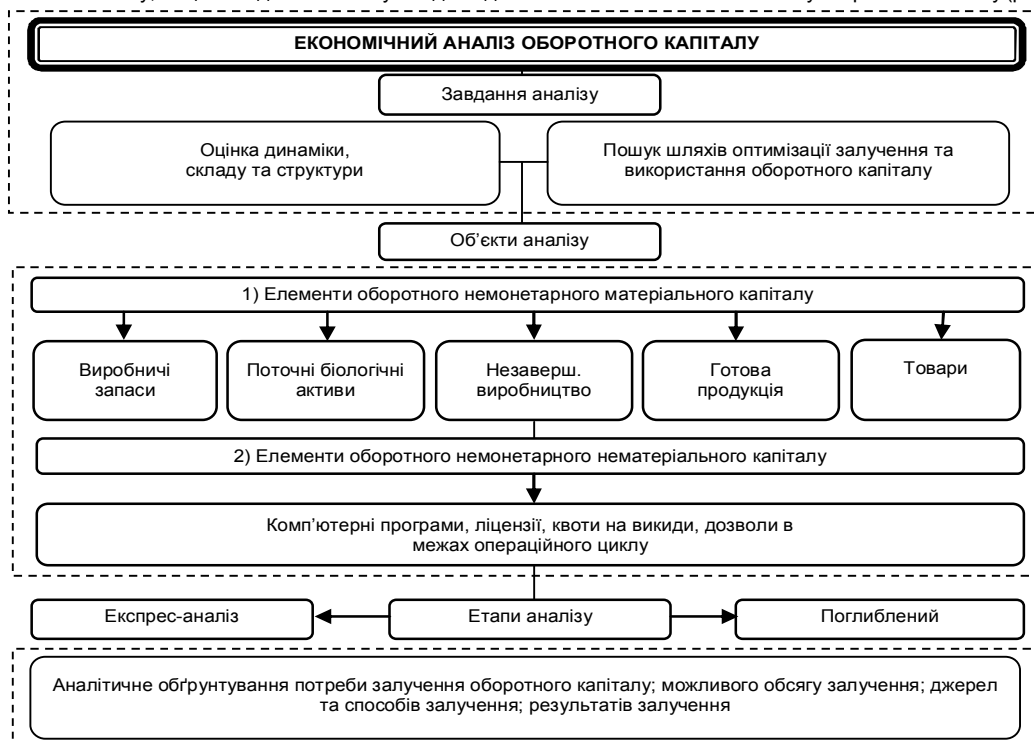 ЕКОНОМІЧНИЙ АНАЛІЗ ОБОРОТНОГО КАПІТАЛУ
Завдання аналізу
Оцінка динаміки,
складу та структури
Пошук шляхів оптимізації залучення та
використання оборотного капіталу
Об’єкти аналізу
1) Елементи оборотного немонетарного матеріального капіталу
Виробничі
запаси
Поточні біологічні
активи
Незаверш.
виробництво
Готова
продукція
Товари
2) Елементи оборотного немонетарного нематеріального капіталу
Комп’ютерні програми, ліцензії, квоти на викиди, дозволи в
межах операційного циклу
Експрес-аналіз
Етапи аналізу
Поглиблений
Аналітичне обґрунтування потреби залучення оборотного капіталу; можливого обсягу залучення; джерел
та способів залучення; результатів залучення